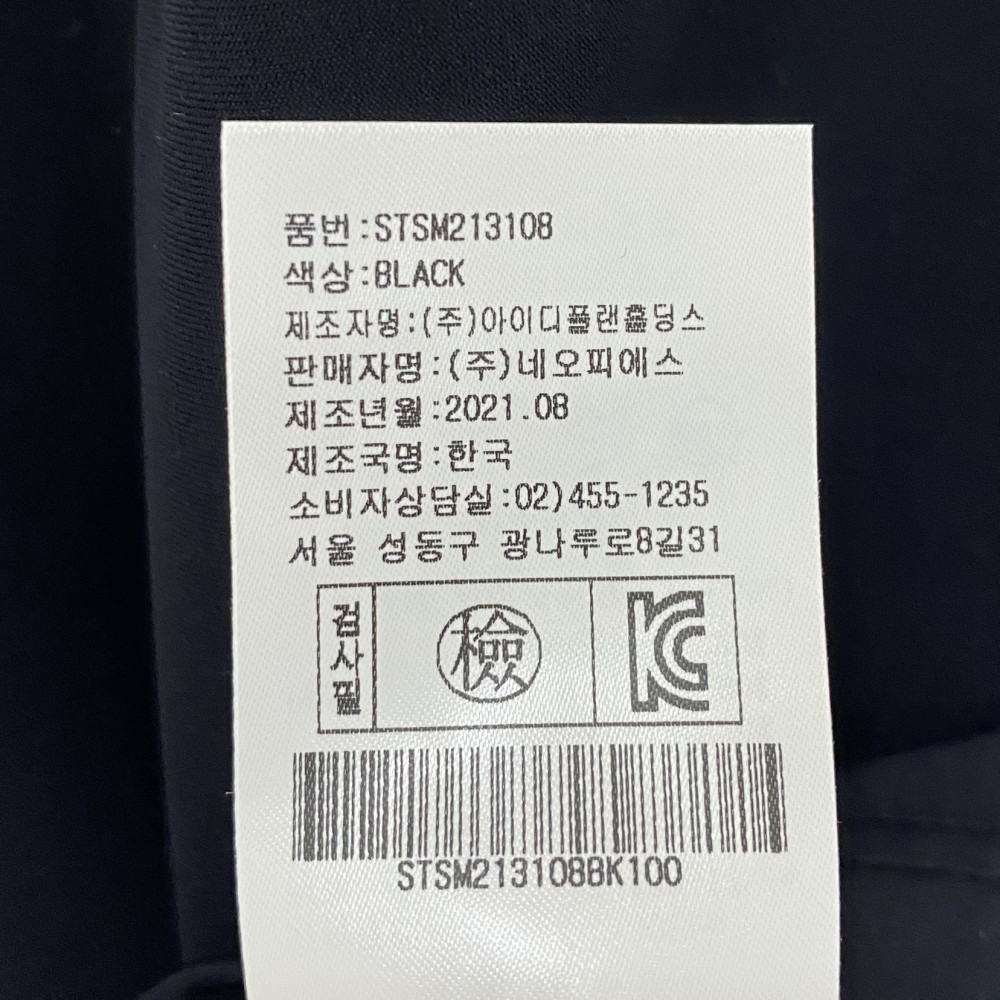 품번:STSM213108
색상:BLACK
제조자명:(주)아이디플랜홀딩스
판매자명:(주)네오피에스
제조년월:2021.08
제조국명:한국
소비자상담실:02)455-1235
서울 성동구 광나루로8길31
검사필
檢
KC
STSM213108BK100